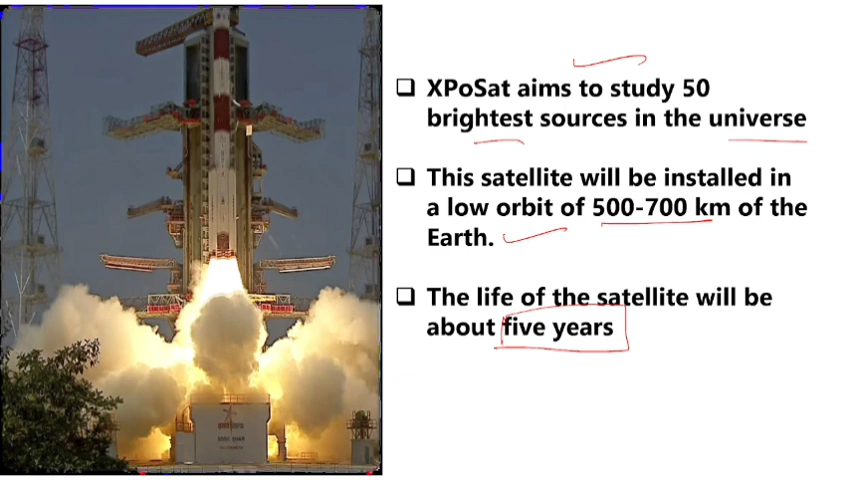 ❑ XPoSat aims to study 50
brightest sources in the universe
❑ This satellite will be installed in
a low orbit of 500-700 km of the
Earth.
❑ The life of the satellite will be
about five years